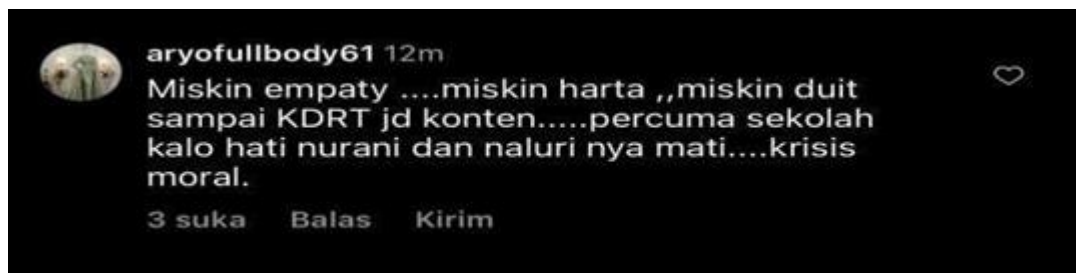 aryofullbody61 12m
Miskin empaty ....miskin harta ,,miskin duit
sampai KDRT jd konten.....percuma sekolah
kalo hati nurani dan naluri nya mati....krisis
moral.
3 suka Balas Kirim